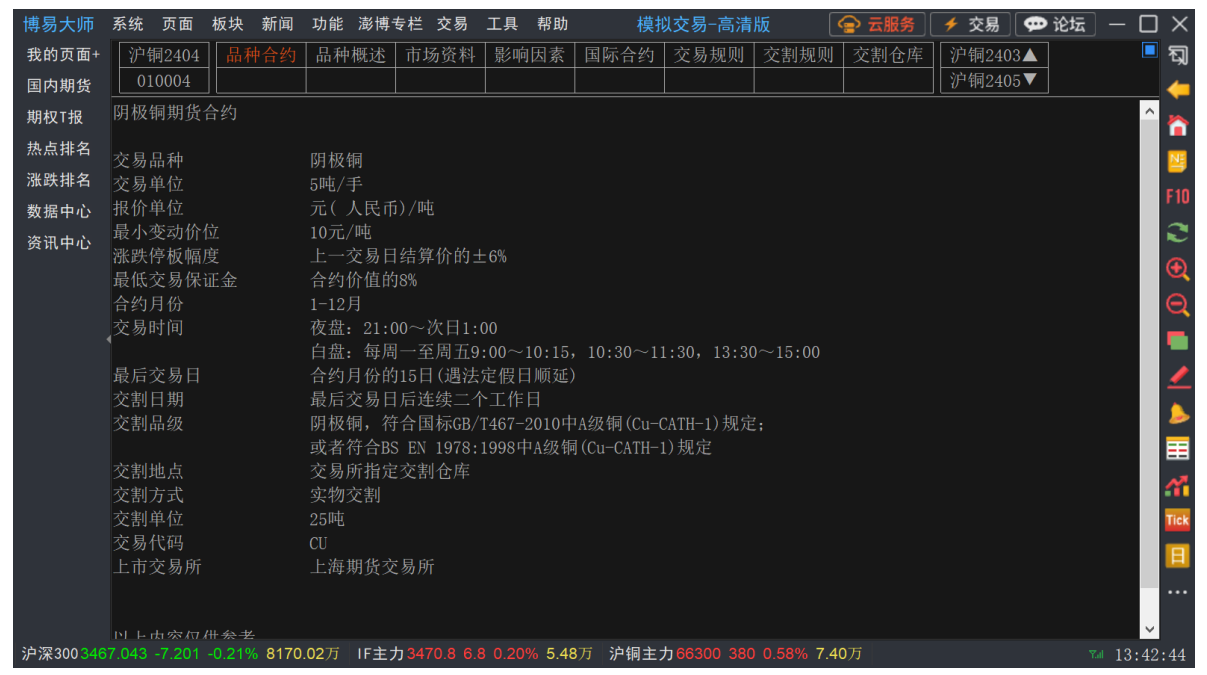 博易大师 系统 页面 板块 新闻 功能 澎博专栏 交易 工具 帮助 模拟交易-高清版 云服务 交易 论坛
我的页面+ 沪铜2404 品种合约 品种概述 市场资料 影响因素 国际合约 交易规则 交割规则 交割仓库 沪铜2403▲
010004 沪铜2405▼
国内期货
期权T报
热点排名
涨跌排名
数据中心
资讯中心
阴极铜期货合约
交易品种 阴极铜
交易单位 5吨/手
报价单位 元( 人民币)/吨
最小变动价位 10元/吨
涨跌停板幅度 上一交易日结算价的±6%
最低交易保证金 合约价值的8%
合约月份 1-12月
交易时间 夜盘: 21:00～次日1:00
白盘: 每周一至周五9:00～10:15, 10:30～11:30, 13:30～15:00
最后交易日 合约月份的15日(遇法定假日顺延)
交割日期 最后交易日后连续二个工作日
交割品级 阴极铜, 符合国标GB/T467-2010中A级铜(Cu-CATH-1)规定;
或者符合BS EN 1978:1998中A级铜(Cu-CATH-1)规定
交割地点 交易所指定交割仓库
交割方式 实物交割
交割单位 25吨
交易代码 CU
上市交易所 上海期货交易所
以上内容仅供参考
F10
Tick
日
沪深300 3467.043 -7.201 -0.21% 8170.02万 IF主力 3470.8 6.8 0.20% 5.48万 沪铜主力 66300 380 0.58% 7.40万 13:42:44